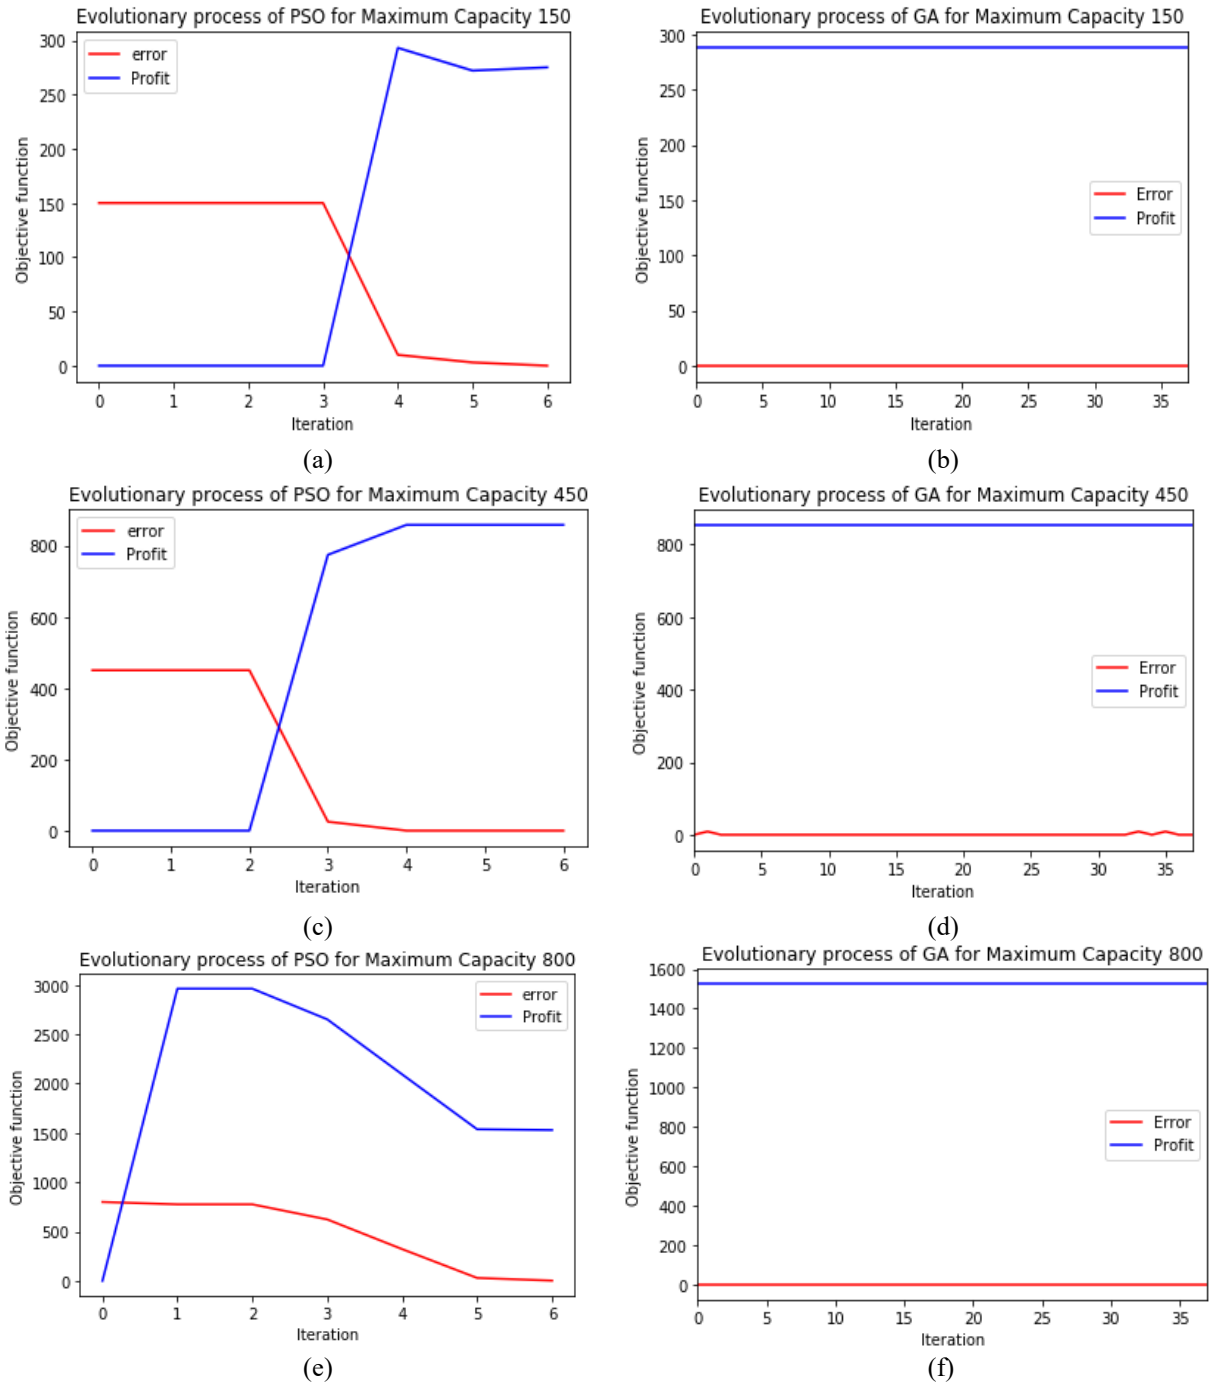 Evolutionary process of PSO for Maximum Capacity 150
300
250
200
150
100
50
0
Objective function
error
Profit
0 1 2 3 4 5 6
Iteration
(a)
Evolutionary process of GA for Maximum Capacity 150
300
250
200
150
100
50
0
Objective function
Error
Profit
0 5 10 15 20 25 30 35
Iteration
(b)
Evolutionary process of PSO for Maximum Capacity 450
800
600
400
200
0
Objective function
error
Profit
0 1 2 3 4 5 6
Iteration
(c)
Evolutionary process of GA for Maximum Capacity 450
800
600
400
200
0
Objective function
Error
Profit
0 5 10 15 20 25 30 35
Iteration
(d)
Evolutionary process of PSO for Maximum Capacity 800
3000
2500
2000
1500
1000
500
0
Objective function
error
Profit
0 1 2 3 4 5 6
Iteration
(e)
Evolutionary process of GA for Maximum Capacity 800
1600
1400
1200
1000
800
600
400
200
0
Objective function
Error
Profit
0 5 10 15 20 25 30 35
Iteration
(f)